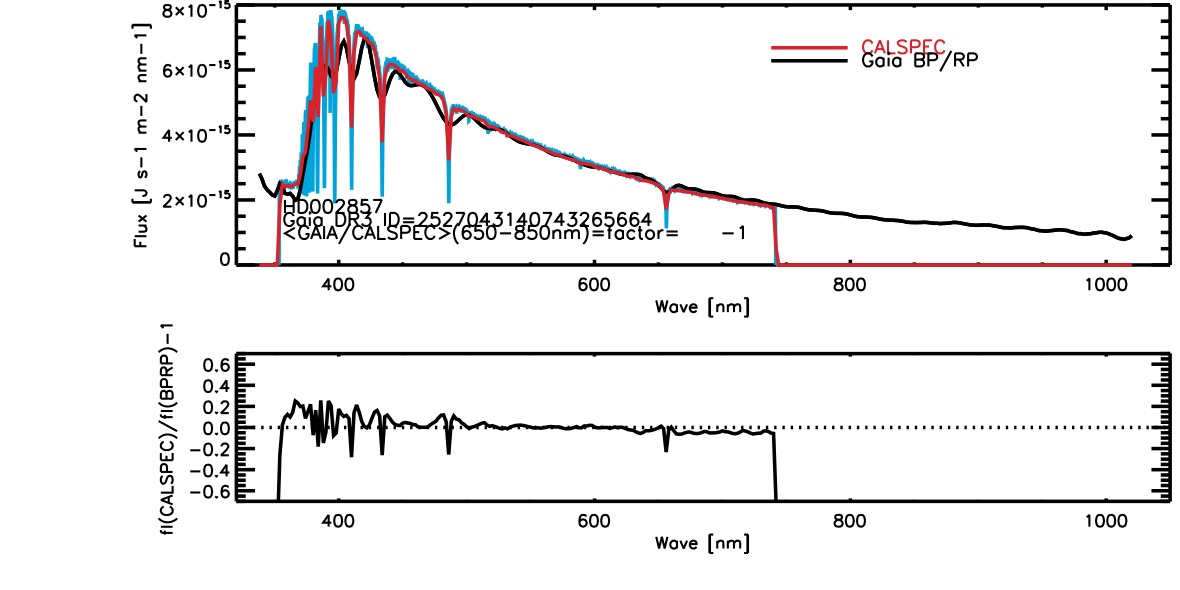 8×10−15
6×10−15
4×10−15
2×10−15
0
Flux [J s−1 m−2 nm−1]
CALSPEC
Gaia BP/RP
HD002857
Gaia DR3 ID=2527043140743265664
<GAIA/CALSPEC>(650−850nm)=factor= −1
400 600 800 1000
Wave [nm]
fl(CALSPEC)/fl(BPRP)−1
0.6
0.4
0.2
0.0
−0.2
−0.4
−0.6
400 600 800 1000
Wave [nm]